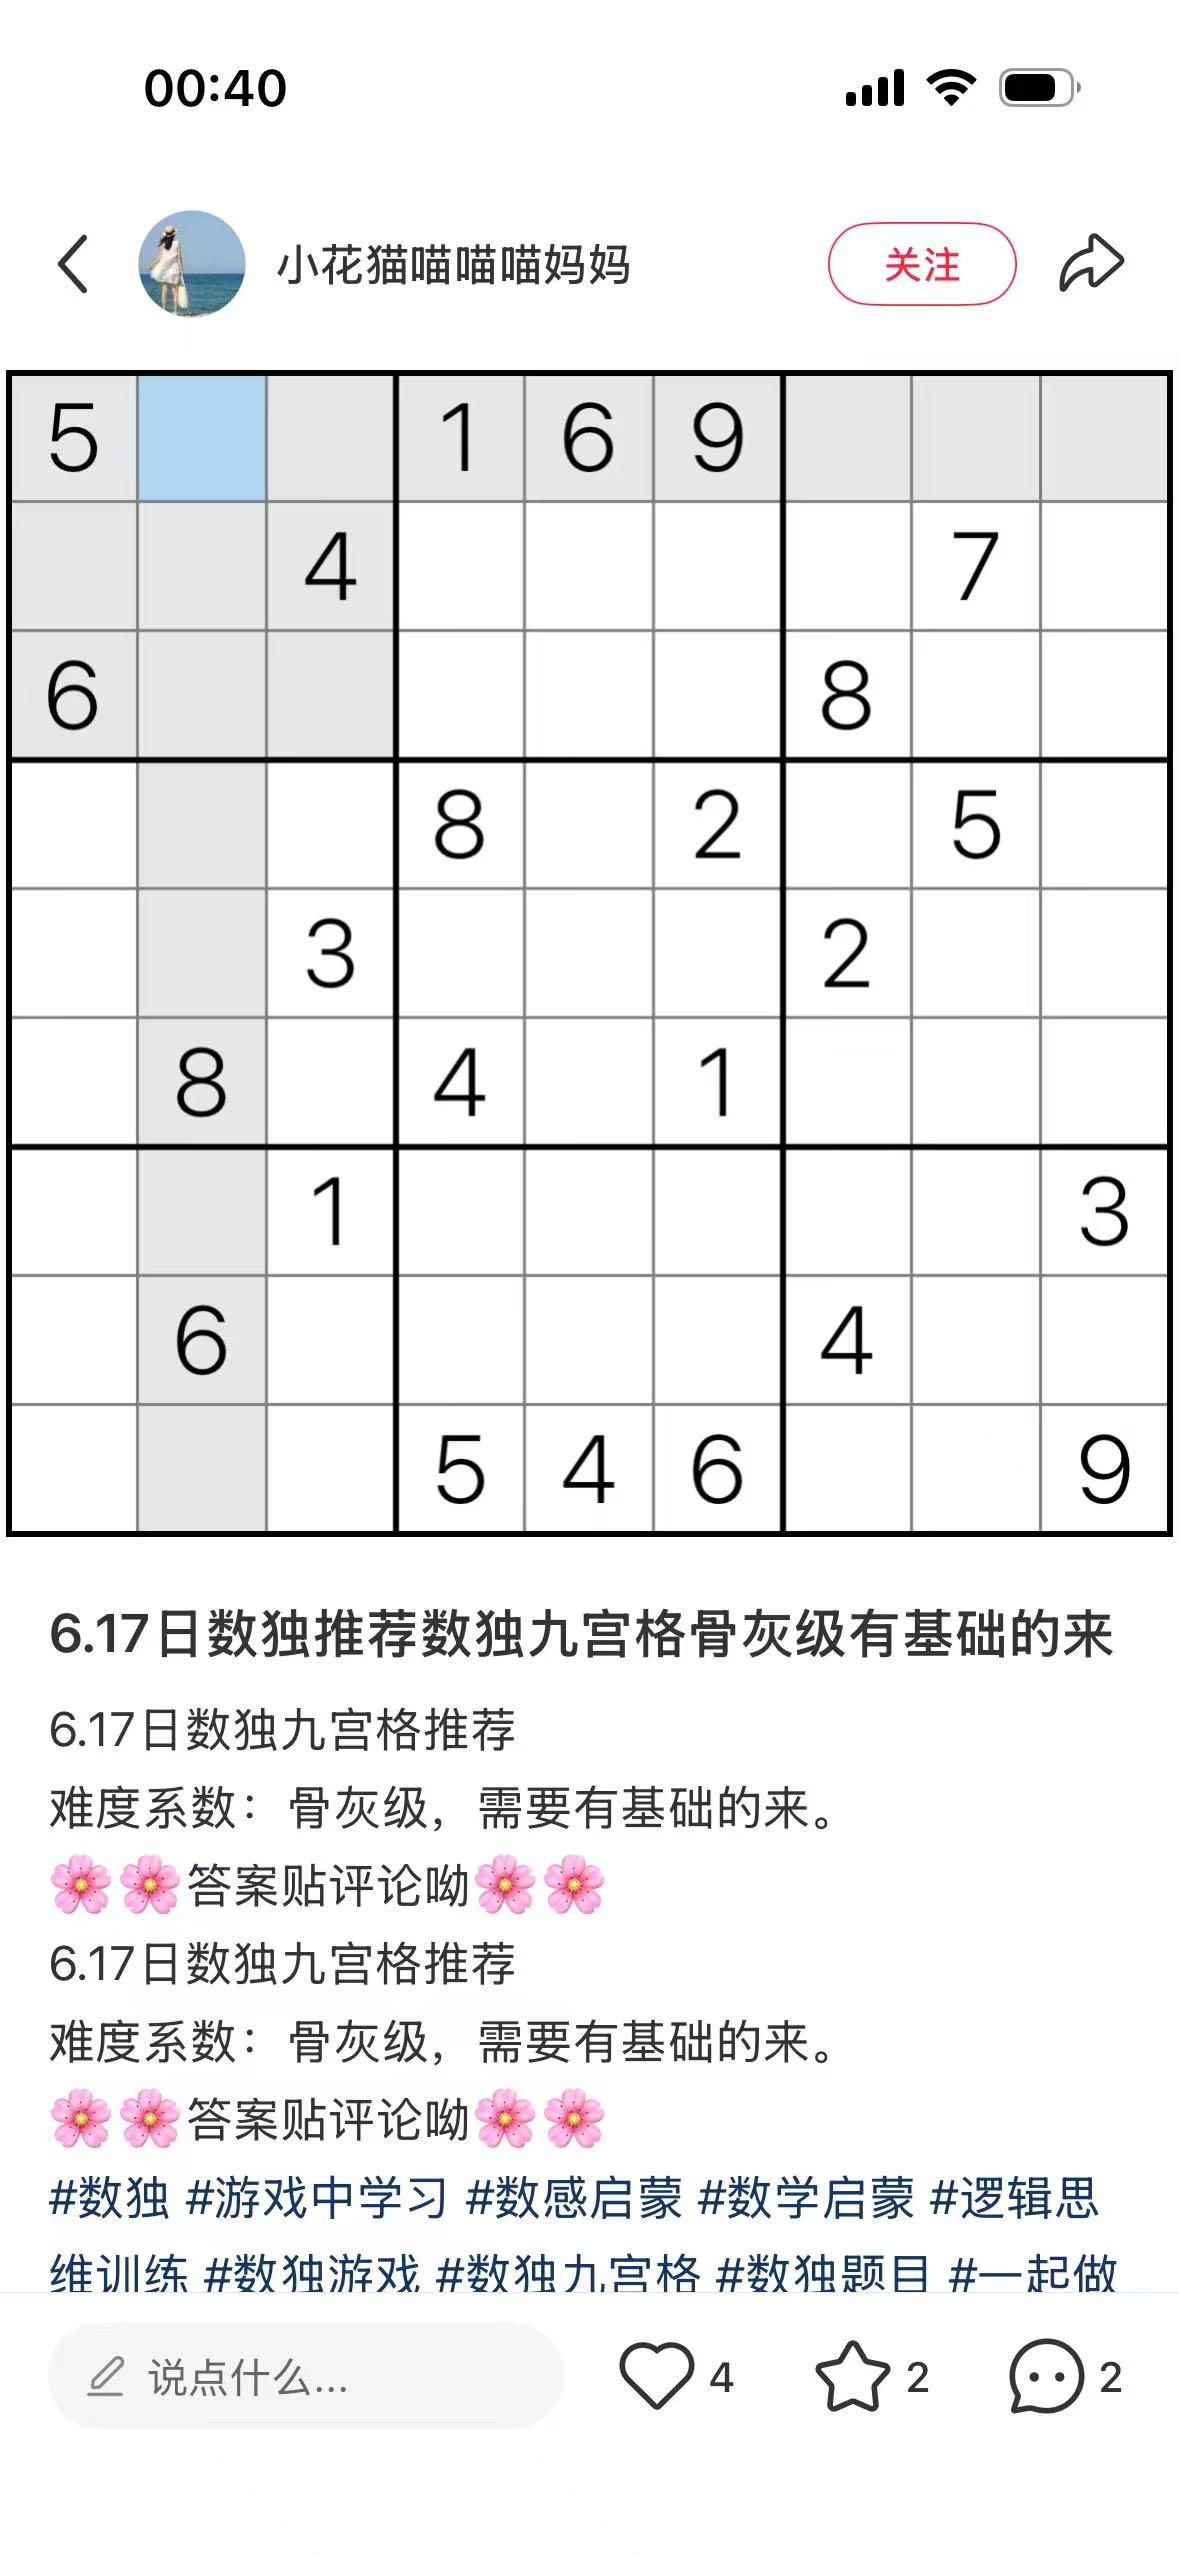 00:40
小花猫喵喵喵妈妈
关注
5 1 6 9
4 7
6 8
8 2 5
3 2
8 4 1
1 3
6 4
5 4 6 9
6.17日数独推荐数独九宫格骨灰级有基础的来
6.17日数独九宫格推荐
难度系数：骨灰级，需要有基础的来。
🌸🌸答案贴评论呦🌸🌸
6.17日数独九宫格推荐
难度系数：骨灰级，需要有基础的来。
🌸🌸答案贴评论呦🌸🌸
#数独 #游戏中学习 #数感启蒙 #数学启蒙 #逻辑思
维训练 #数独游戏 #数独九宫格 #数独题目 #一起做
说点什么...
4
2
2